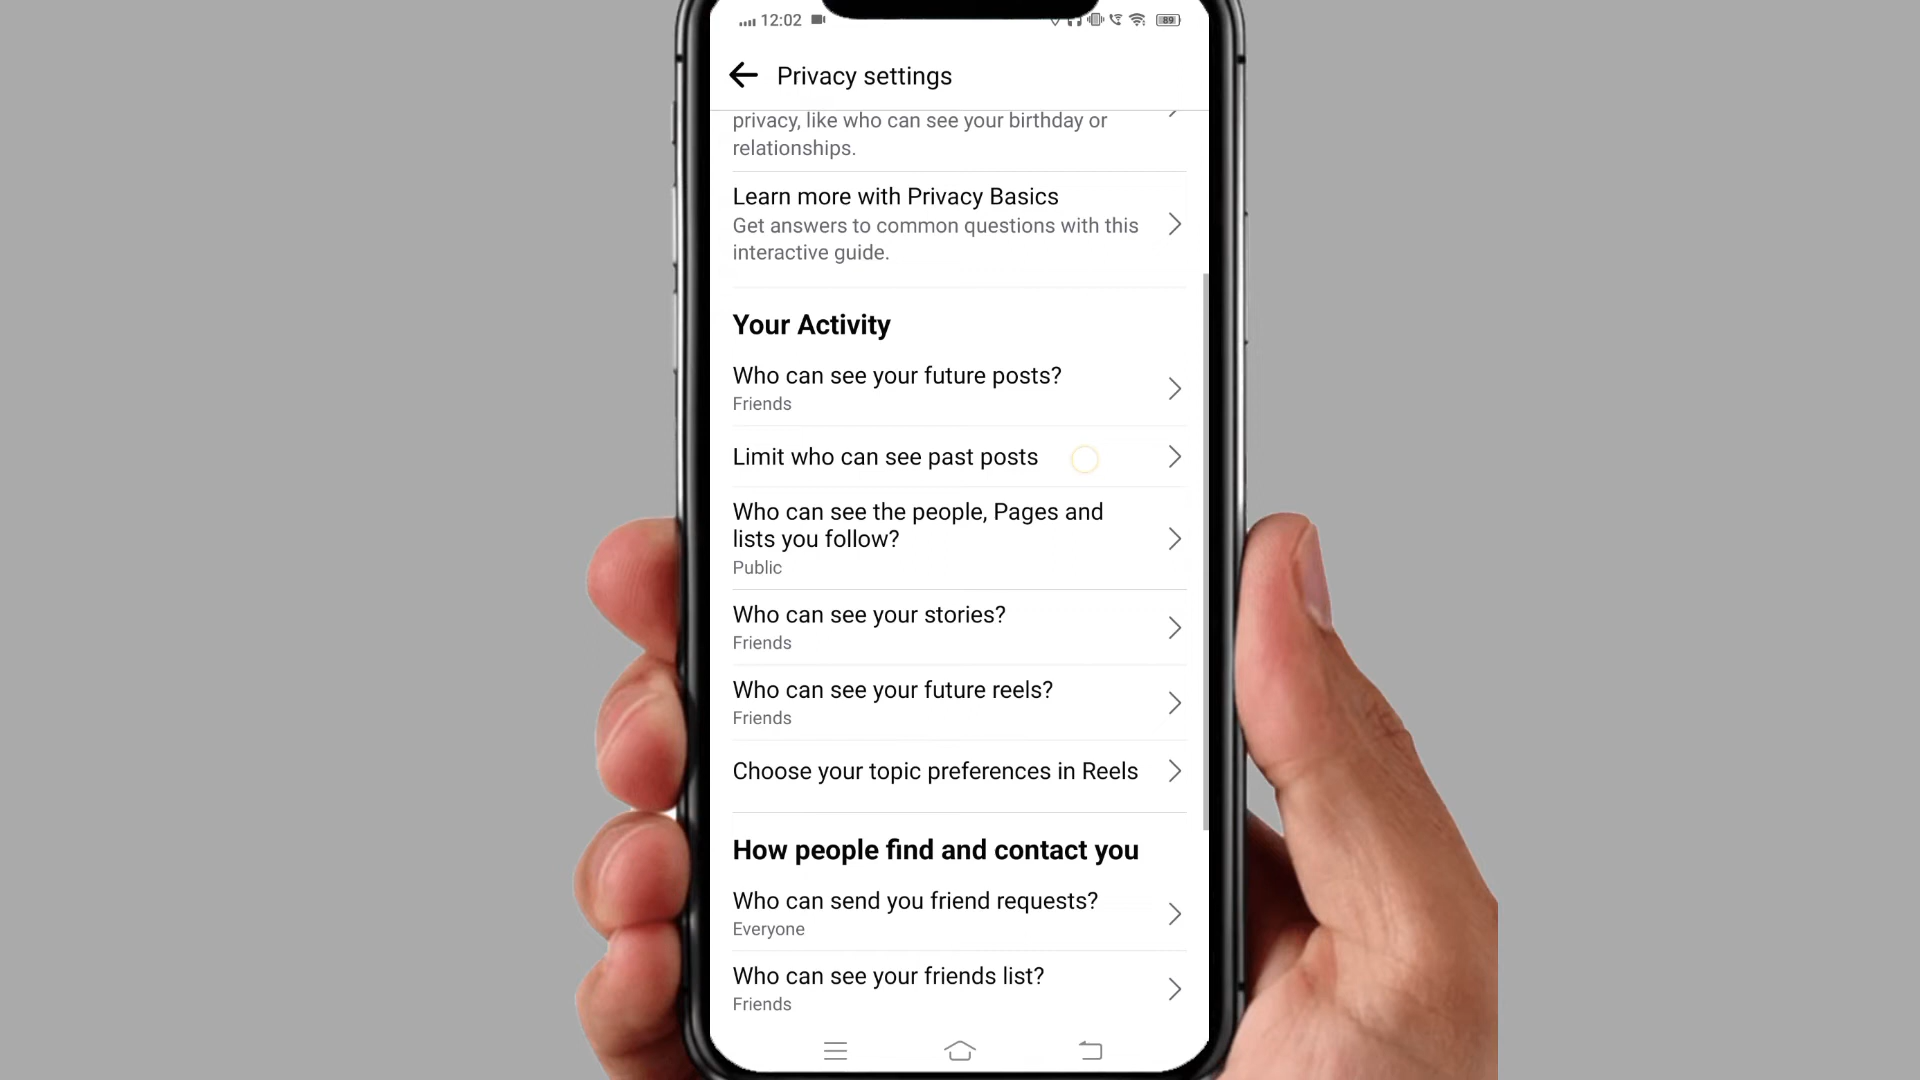 12:02
89
Privacy settings
privacy, like who can see your birthday or
relationships.
Learn more with Privacy Basics
Get answers to common questions with this
interactive guide.
Your Activity
Who can see your future posts?
Friends
Limit who can see past posts
Who can see the people, Pages and
lists you follow?
Public
Who can see your stories?
Friends
Who can see your future reels?
Friends
Choose your topic preferences in Reels
How people find and contact you
Who can send you friend requests?
Everyone
Who can see your friends list?
Friends